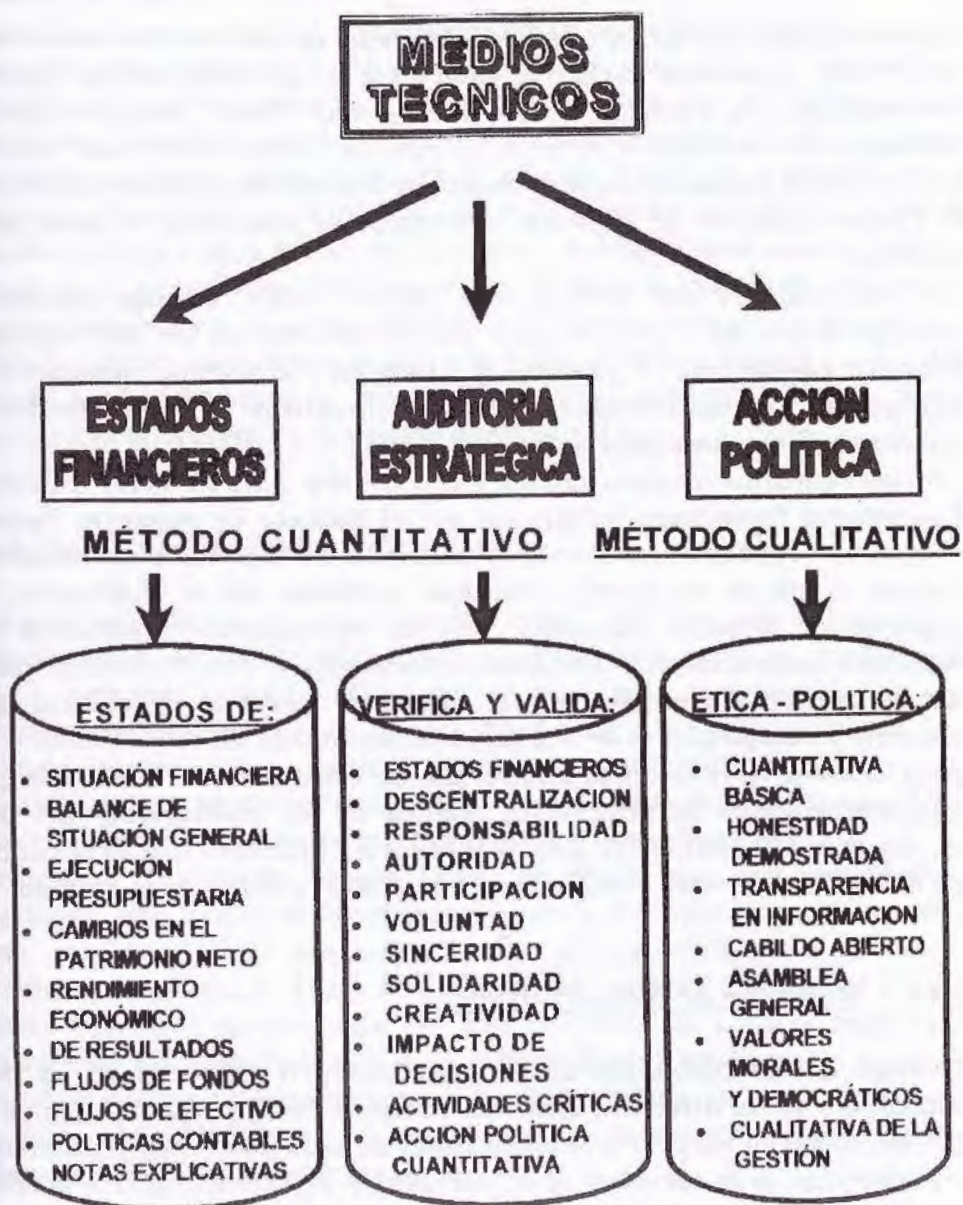 MEDIOS
TECNICOS
ESTADOS
FINANCIEROS
AUDITORIA
ESTRATEGICA
ACCION
POLITICA
METODO CUANTITATIVO
METODO CUALITATIVO
ESTADOS DE:
• SITUACIÓN FINANCIERA
• BALANCE DE
SITUACIÓN GENERAL
• EJECUCIÓN
PRESUPUESTARIA
• CAMBIOS EN EL
PATRIMONIO NETO
• RENDIMIENTO
ECONÓMICO
• DE RESULTADOS
• FLUJOS DE FONDOS
• FLUJOS DE EFECTIVO
• POLITICAS CONTABLES
• NOTAS EXPLICATIVAS
VERIFICA Y VALIDA:
• ESTADOS FINANCIEROS
• DESCENTRALIZACION
• RESPONSABILIDAD
• AUTORIDAD
• PARTICIPACION
• VOLUNTAD
• SINCERIDAD
• SOLIDARIDAD
• CREATIVIDAD
• IMPACTO DE
DECISIONES
• ACTIVIDADES CRÍTICAS
• ACCION POLÍTICA
CUANTITATIVA
ETICA - POLITICA:
• CUANTITATIVA
BÁSICA
• HONESTIDAD
DEMOSTRADA
• TRANSPARENCIA
EN INFORMACION
• CABILDO ABIERTO
• ASAMBLEA
GENERAL
• VALORES
MORALES
Y DEMOCRÁTICOS
• CUALITATIVA DE LA
GESTIÓN